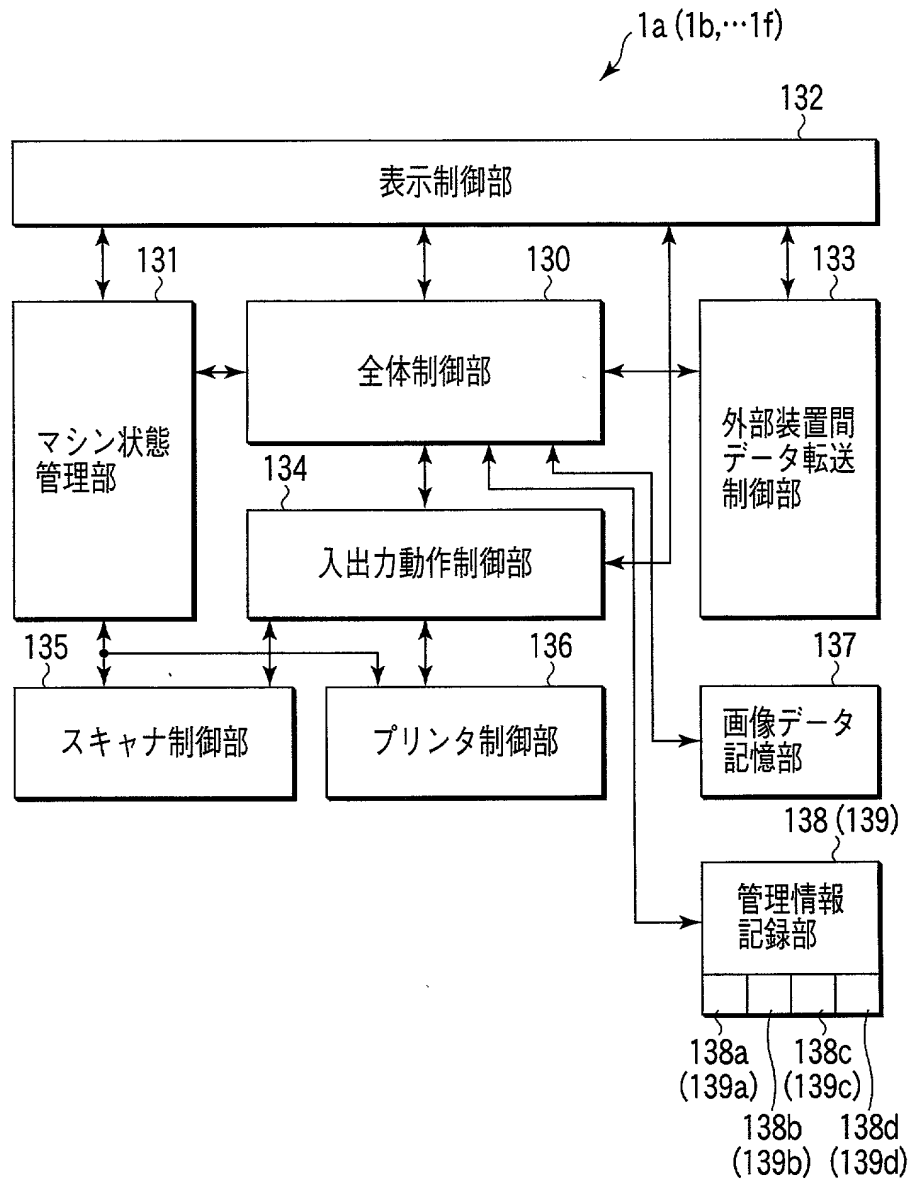 1a (1b,…1f)
132
表示制御部
131
130
133
全体制御部
マシン状態
管理部
外部装置間
データ転送
制御部
134
入出力動作制御部
135
136
137
スキャナ制御部
プリンタ制御部
画像データ
記憶部
138 (139)
管理情報
記録部
138a
(139a)
138c
(139c)
138b
(139b)
138d
(139d)